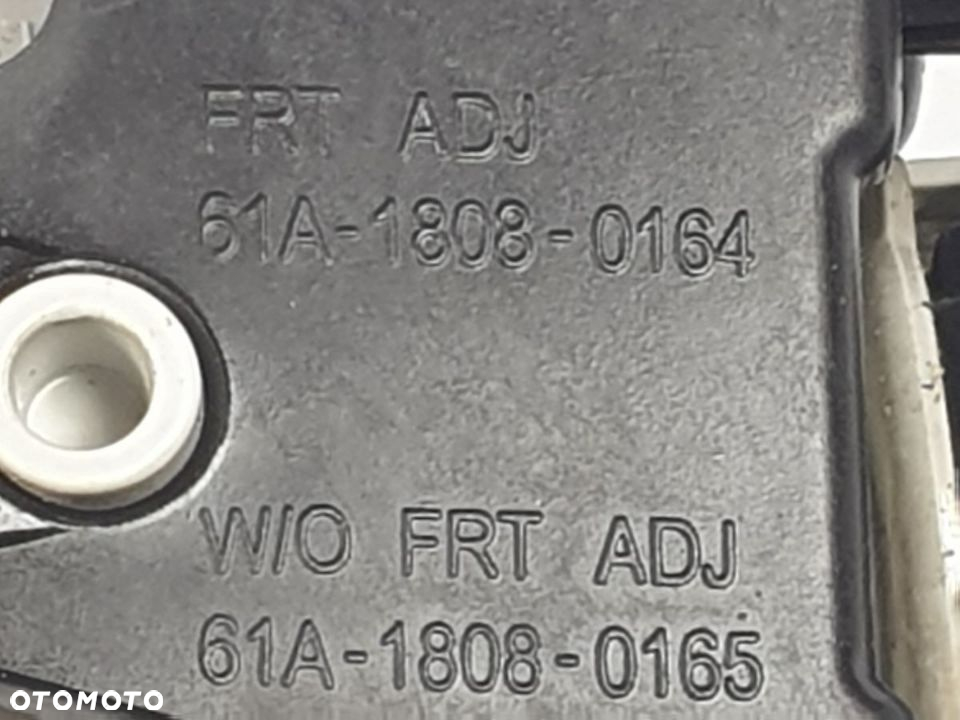 FRT ADJ
61A-1808-0164
W/O FRT ADJ
61A-1808-0165
OTOMOTO